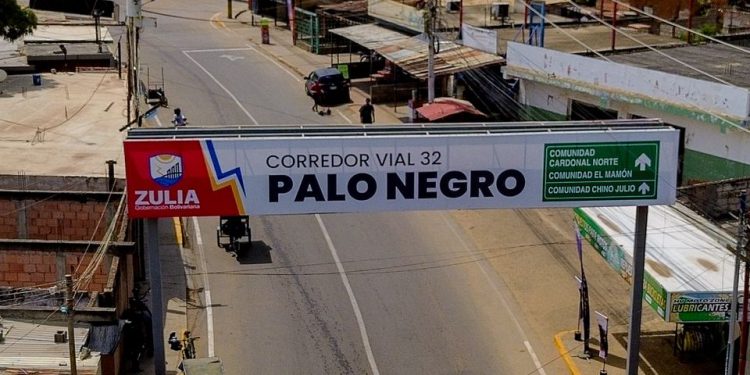 CORREDOR VIAL 32
PALO NEGRO
ZULIA
Gobernación Bolivariana
COMUNIDAD
CARDONAL NORTE
COMUNIDAD EL MAMÓN
COMUNIDAD CHINO JULIO
LUBRICANTES